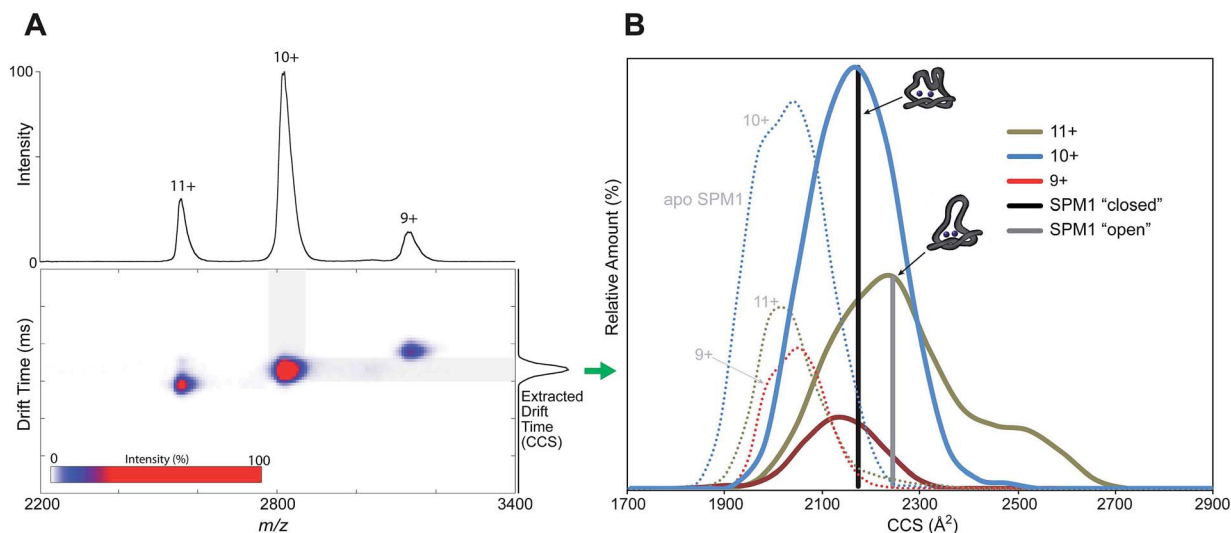 A
100
Intensity
0
11+
10+
9+
Drift Time (ms)
0
Intensity (%)
100
Extracted
Drift
Time
(CCS)
2200
2800
3400
m/z
B
Relative Amount (%)
10+
apo SPM1
11+
9+
11+
10+
9+
SPM1 “closed”
SPM1 “open”
1700
1900
2100
2300
2500
2700
2900
CCS (Å²)